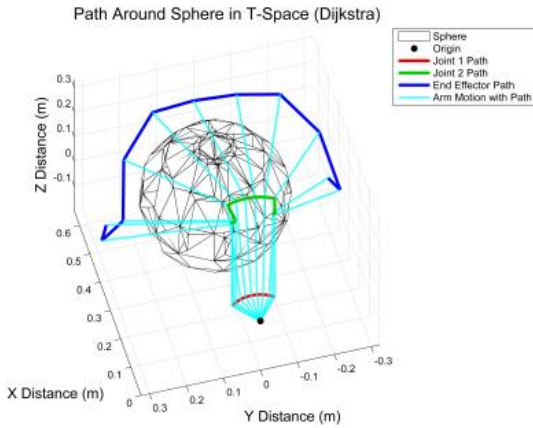 Path Around Sphere in T-Space (Dijkstra)
Sphere
Origin
Joint 1 Path
Joint 2 Path
End Effector Path
Arm Motion with Path
Z Distance (m)
0.3
0.2
0.1
0
-0.1
X Distance (m)
0.6
0.5
0.4
0.3
0.2
0.1
0
Y Distance (m)
0.3
0.2
0.1
0
-0.1
-0.2
-0.3